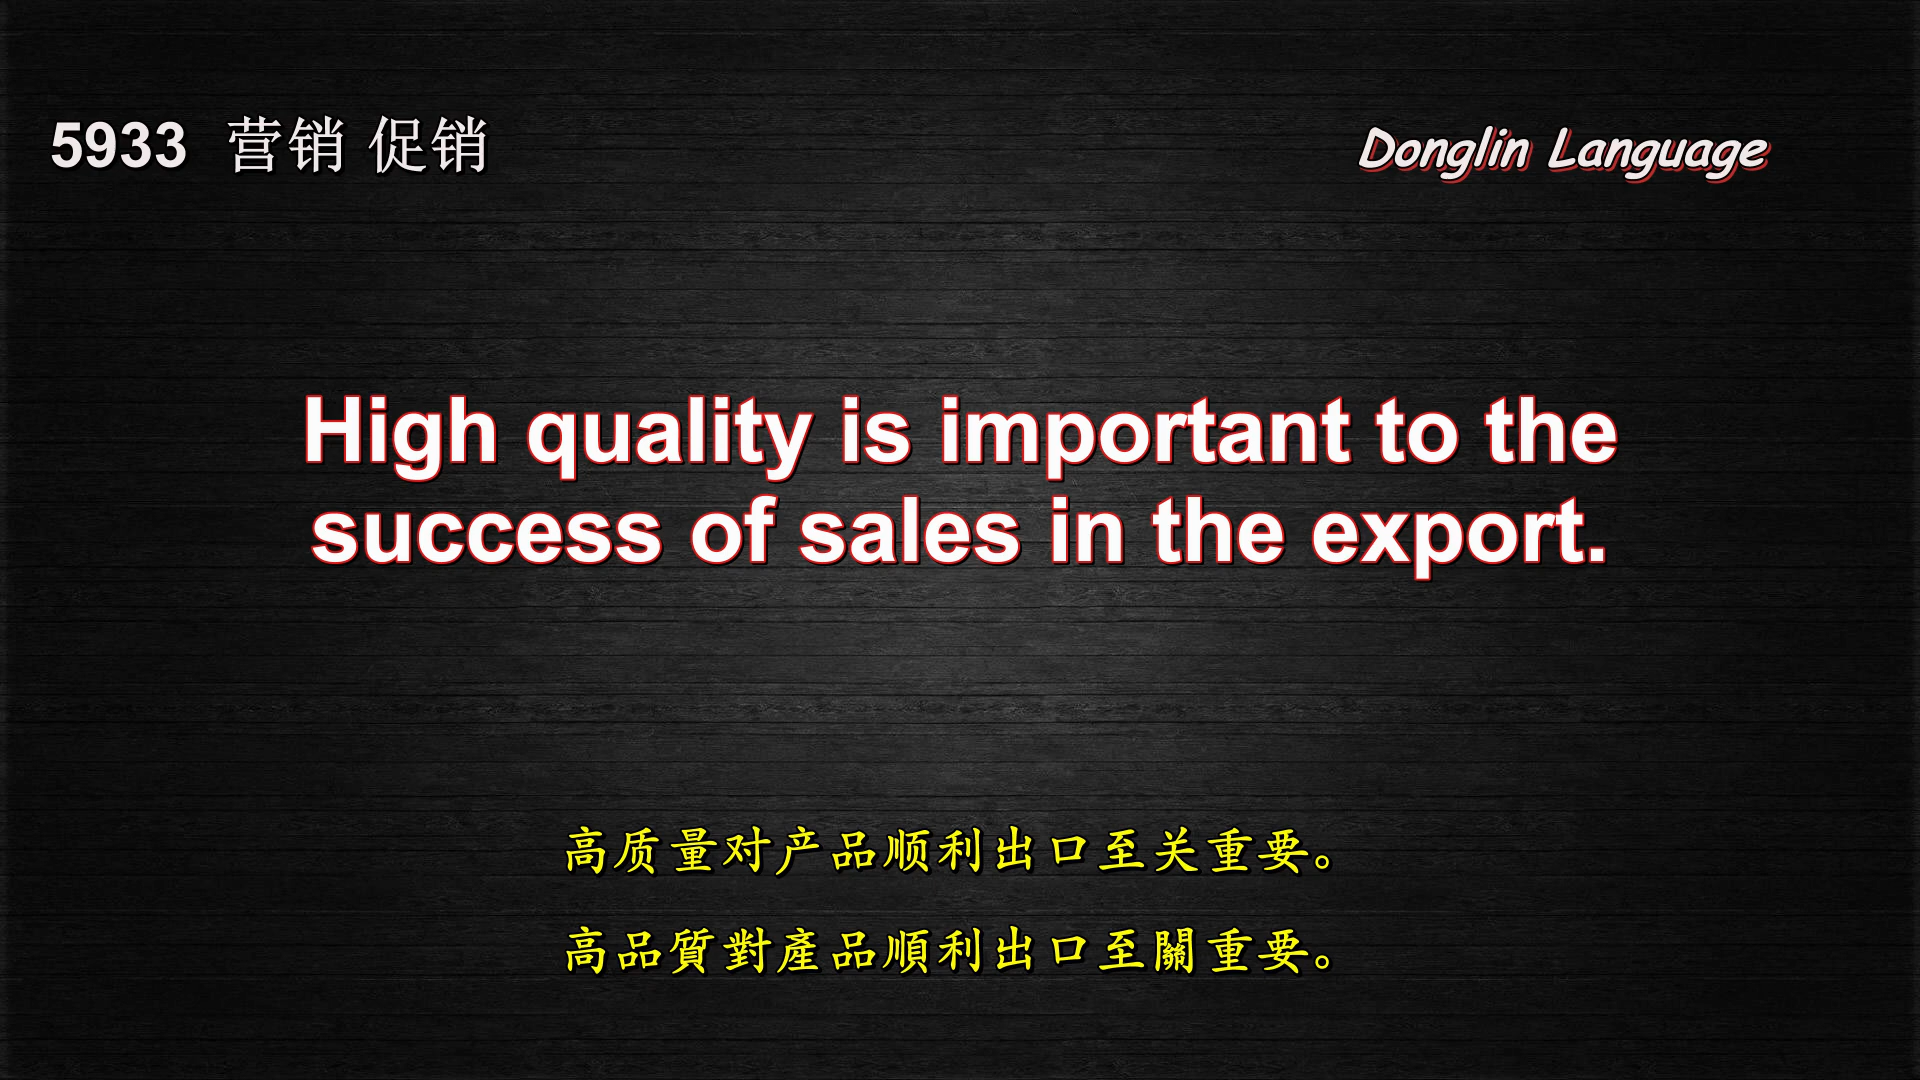 5933 营销 促销
Donglin Language
High quality is important to the
success of sales in the export.
高质量对产品顺利出口至关重要。
高品質對產品順利出口至關重要。